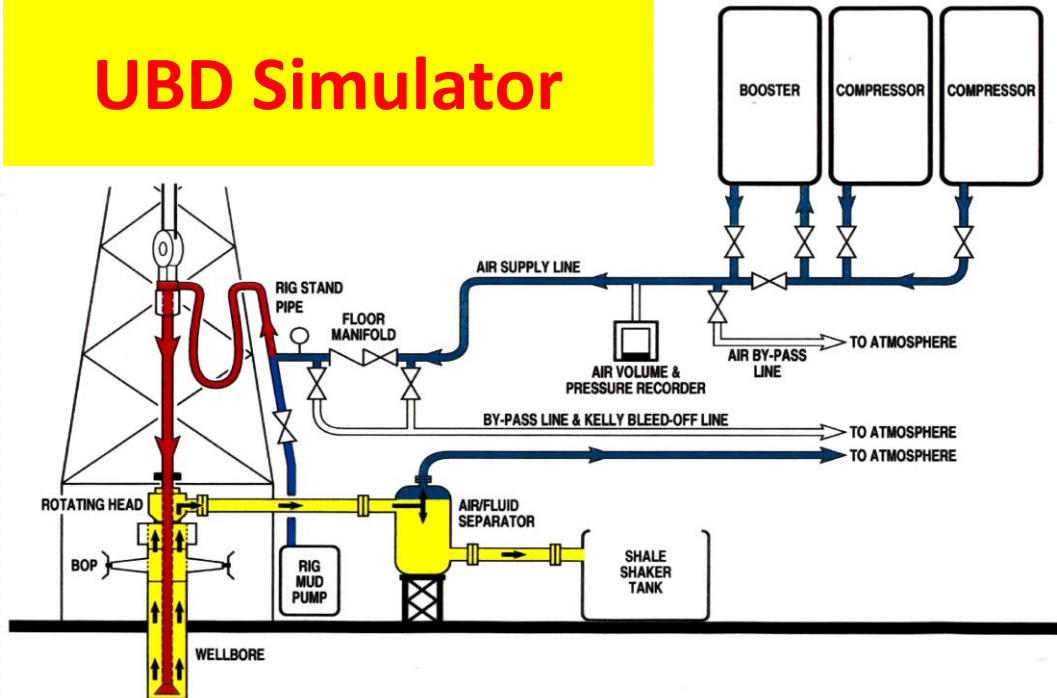 UBD Simulator
BOOSTER
COMPRESSOR
COMPRESSOR
AIR SUPPLY LINE
RIG STAND
PIPE
FLOOR
MANIFOLD
AIR VOLUME &
PRESSURE RECORDER
AIR BY-PASS
LINE
TO ATMOSPHERE
BY-PASS LINE & KELLY BLEED-OFF LINE
TO ATMOSPHERE
TO ATMOSPHERE
ROTATING HEAD
AIR/FLUID
SEPARATOR
BOP
RIG
MUD
PUMP
SHALE
SHAKER
TANK
WELLBORE